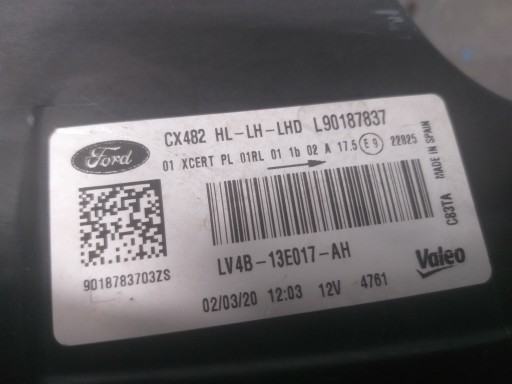 Ford
CX482 HL-LH-LHD L90187837
01 XCERT PL 01RL 01 1b 02 A 17.5 E9 22825
MADE IN SPAIN
C83TA
9018783703ZS
LV4B-13E017-AH
Valeo
02/03/20 12:03 12V 4761